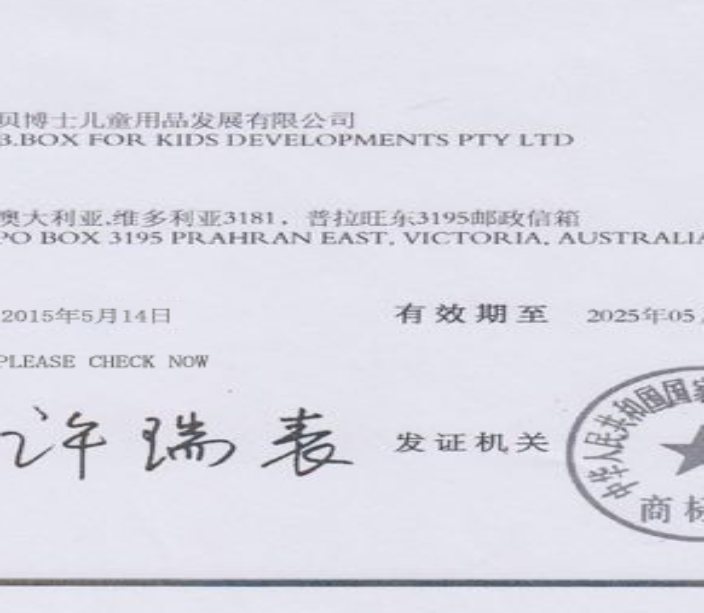 贝博士儿童用品发展有限公司
B.BOX FOR KIDS DEVELOPMENTS PTY LTD
澳大利亚,维多利亚3181，普拉旺东3195邮政信箱
PO BOX 3195 PRAHRAN EAST, VICTORIA, AUSTRALIA
2015年5月14日
有效期至 2025年05
PLEASE CHECK NOW
许瑞表
发证机关
中华人民共和国国家
商标